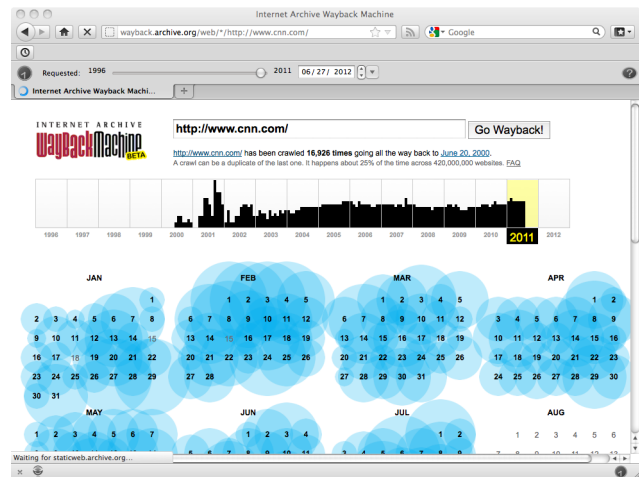 Internet Archive Wayback Machine
wayback.archive.org/web/*/http://www.cnn.com/ Google
Requested: 1996 2011 06/27/ 2012
Internet Archive Wayback Machi...
INTERNET ARCHIVE
WayBackMachine
BETA
http://www.cnn.com/ Go Wayback!
http://www.cnn.com/ has been crawled 16,926 times going all the way back to June 20, 2000.
A crawl can be a duplicate of the last one. It happens about 25% of the time across 420,000,000 websites. FAQ
1996 1997 1998 1999 2000 2001 2002 2003 2004 2005 2006 2007 2008 2009 2010 2011 2012
JAN FEB MAR APR
1 1 2 3 4 5 1 2 3 4 5 1 2
2 3 4 5 6 7 8 6 7 8 9 10 11 12 6 7 8 9 10 11 12 3 4 5 6 7 8 9
9 10 11 12 13 14 15 13 14 15 16 17 18 19 13 14 15 16 17 18 19 10 11 12 13 14 15 16
16 17 18 19 20 21 22 20 21 22 23 24 25 26 20 21 22 23 24 25 26 17 18 19 20 21 22 23
23 24 25 26 27 28 29 27 28 27 28 29 30 31 24 25 26 27 28 29 30
30 31
MAY JUN JUL AUG
1 2 3 4 5 6 7 1 2 3 4 1 2 1 2 3 4 5 6
Waiting for staticweb.archive.org...